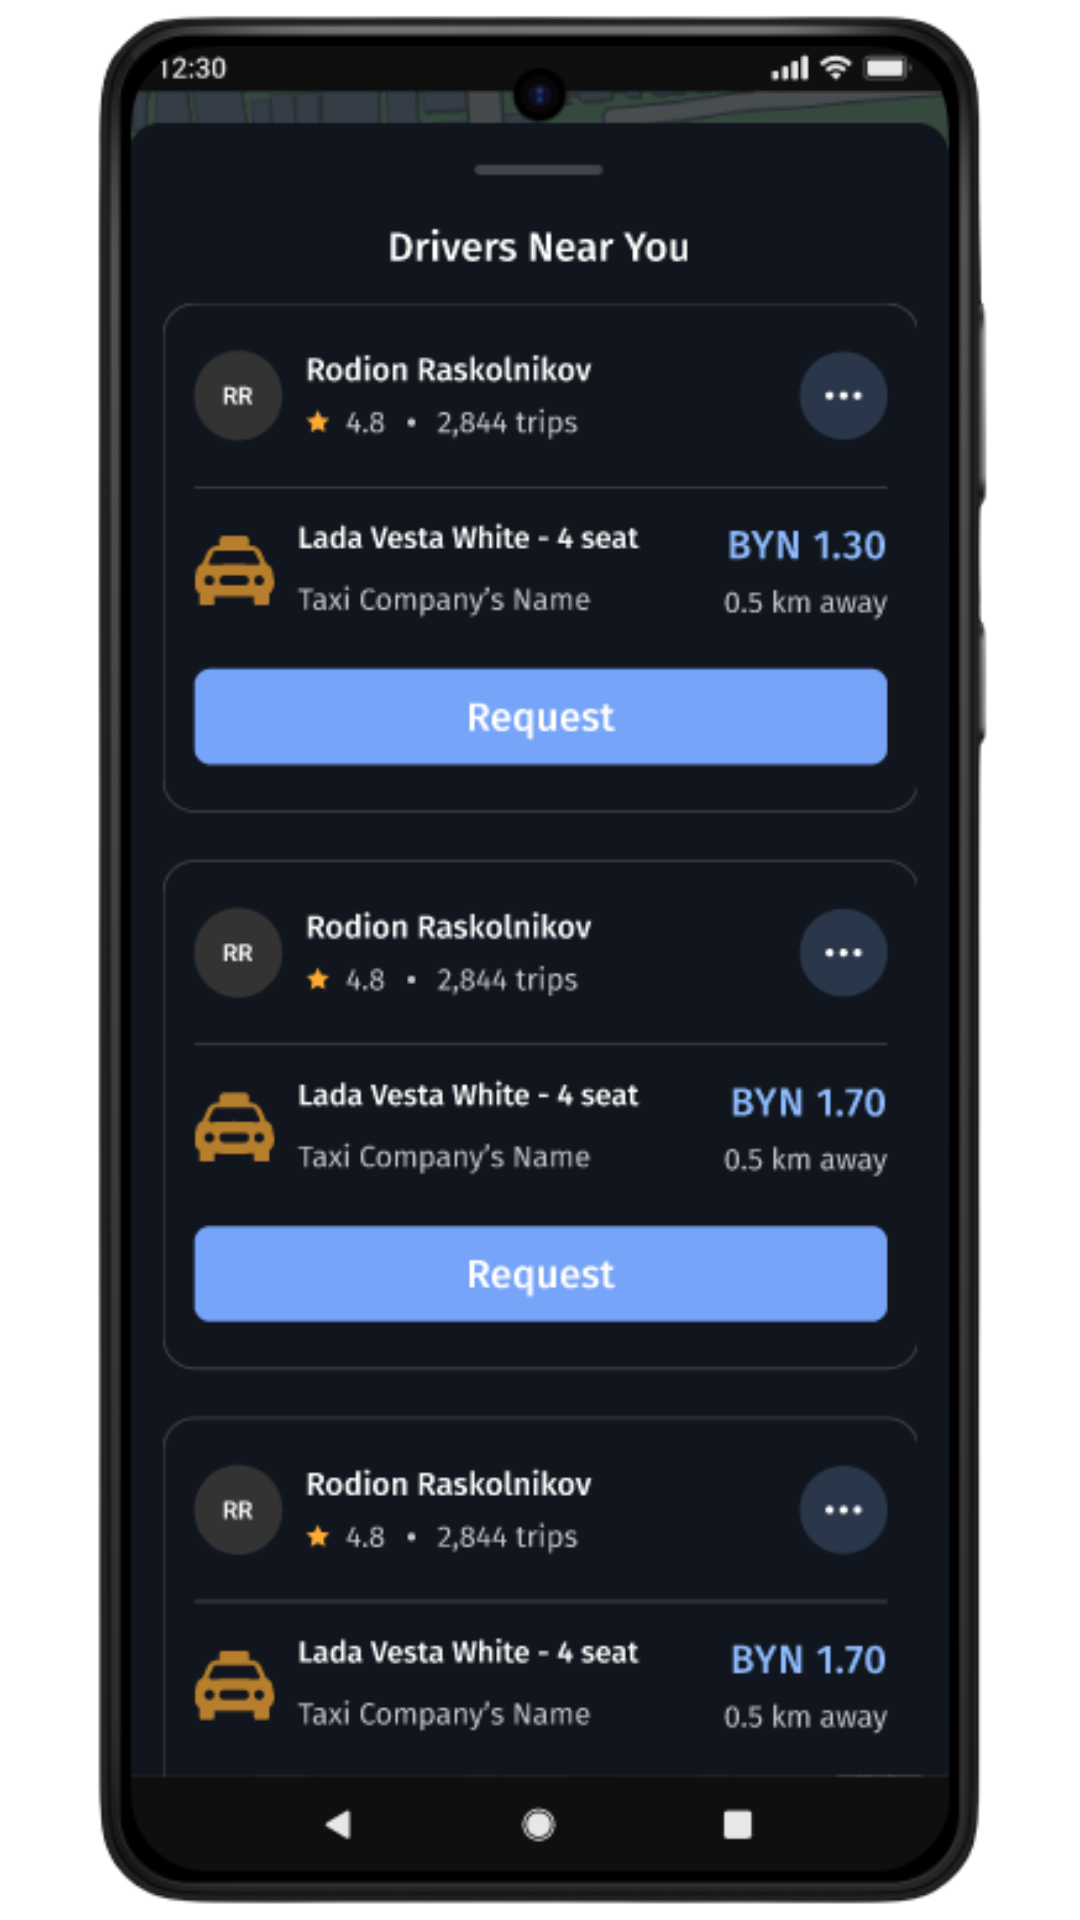 12:30
Drivers Near You
RR
Rodion Raskolnikov
4.8 • 2,844 trips
Lada Vesta White - 4 seat
BYN 1.30
Taxi Company’s Name
0.5 km away
Request
RR
Rodion Raskolnikov
4.8 • 2,844 trips
Lada Vesta White - 4 seat
BYN 1.70
Taxi Company’s Name
0.5 km away
Request
RR
Rodion Raskolnikov
4.8 • 2,844 trips
Lada Vesta White - 4 seat
BYN 1.70
Taxi Company’s Name
0.5 km away